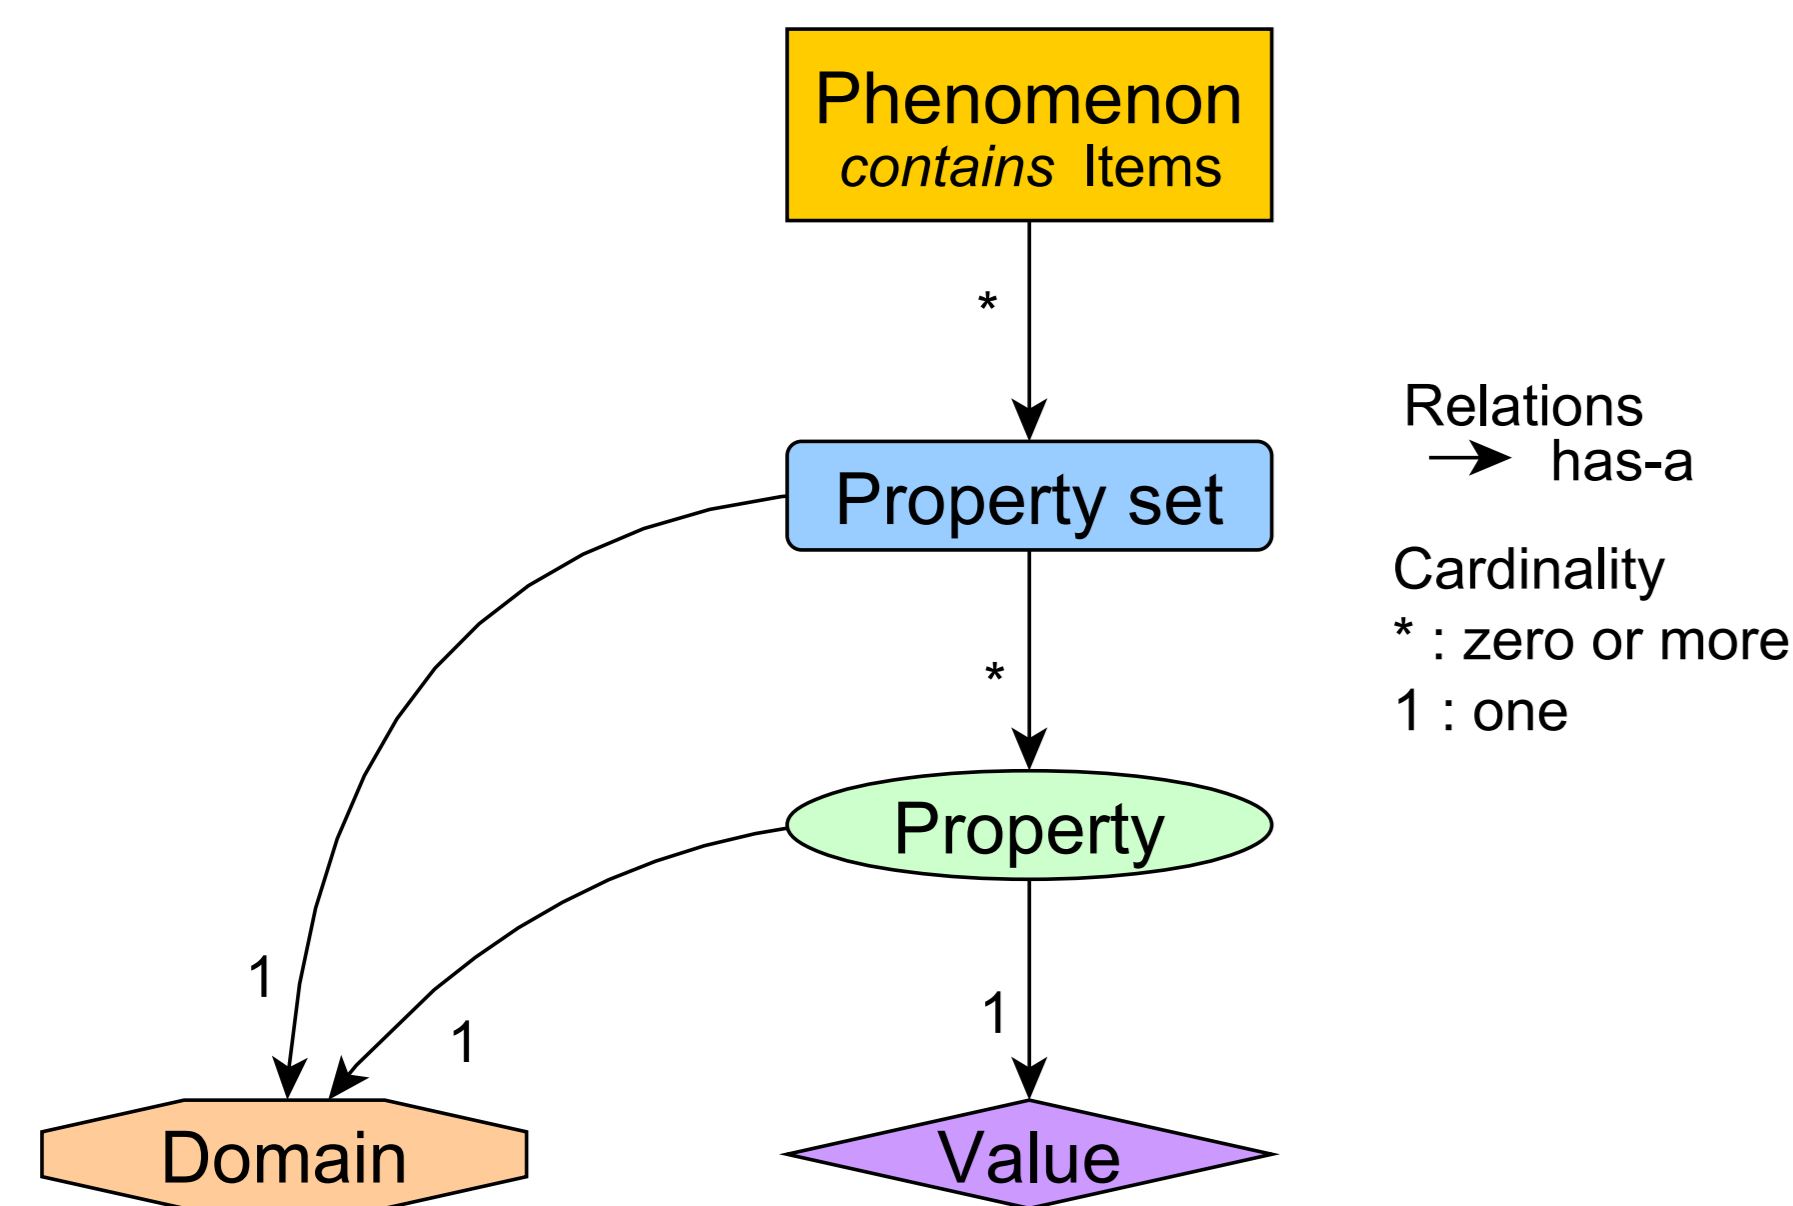 Phenomenon
contains Items
*
Property set
Relations
has-a
Cardinality
* : zero or more
1 : one
*
Property
1
1
1
Domain
Value